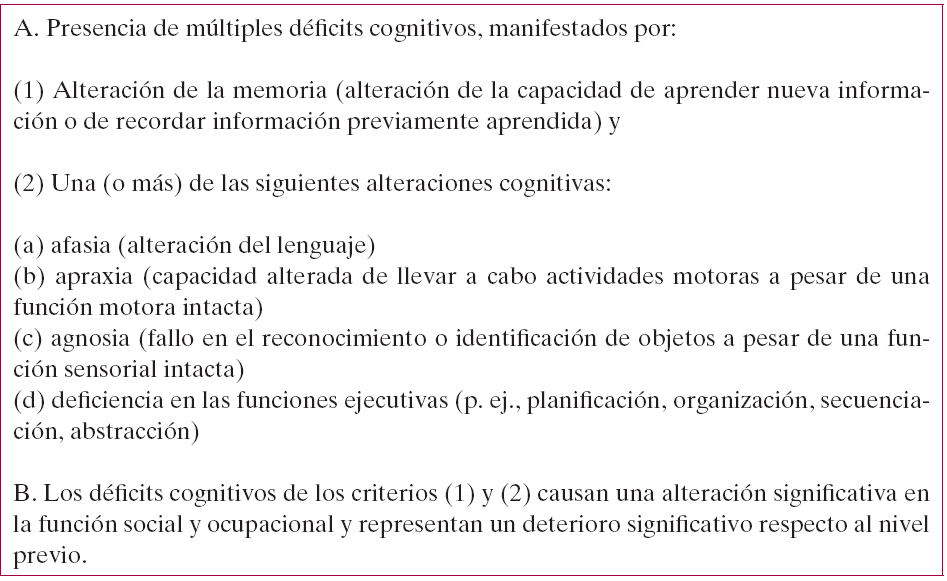 A. Presencia de múltiples déficits cognitivos, manifestados por:
(1) Alteración de la memoria (alteración de la capacidad de aprender nueva informa-
ción o de recordar información previamente aprendida) y
(2) Una (o más) de las siguientes alteraciones cognitivas:
(a) afasia (alteración del lenguaje)
(b) apraxia (capacidad alterada de llevar a cabo actividades motoras a pesar de una
función motora intacta)
(c) agnosia (fallo en el reconocimiento o identificación de objetos a pesar de una fun-
ción sensorial intacta)
(d) deficiencia en las funciones ejecutivas (p. ej., planificación, organización, secuencia-
ción, abstracción)
B. Los déficits cognitivos de los criterios (1) y (2) causan una alteración significativa en
la función social y ocupacional y representan un deterioro significativo respecto al nivel
previo.